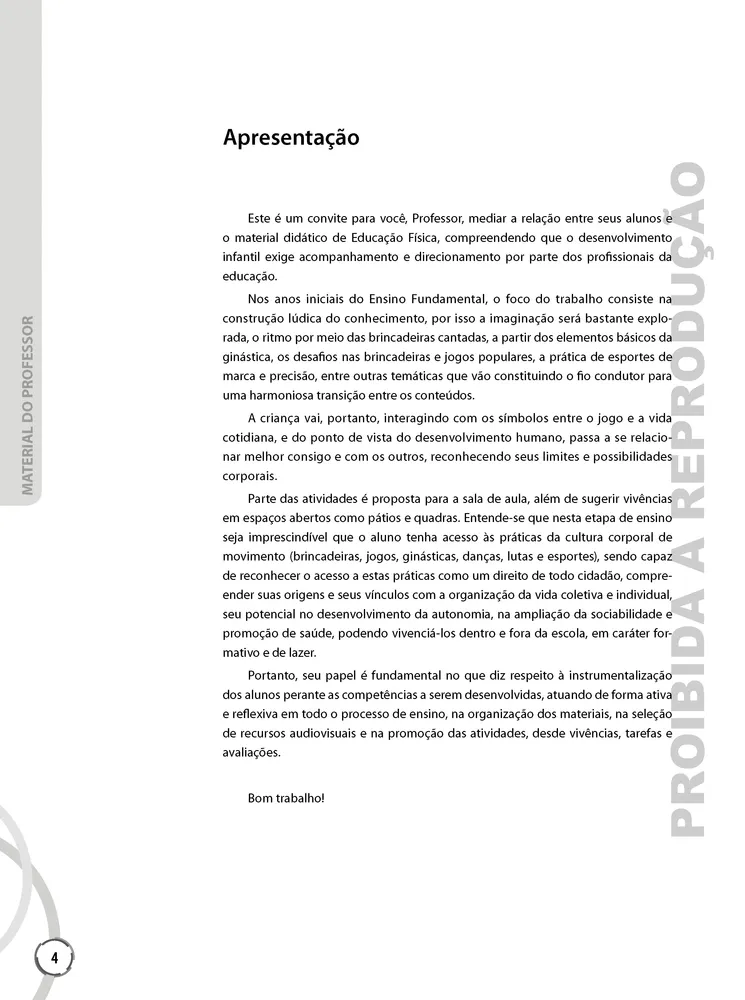 Apresentação
Este é um convite para você, Professor, mediar a relação entre seus alunos e
o material didático de Educação Física, compreendendo que o desenvolvimento
infantil exige acompanhamento e direcionamento por parte dos profissionais da
educação.
Nos anos iniciais do Ensino Fundamental, o foco do trabalho consiste na
construção lúdica do conhecimento, por isso a imaginação será bastante explo-
rada, o ritmo por meio das brincadeiras cantadas, a partir dos elementos básicos da
ginástica, os desafios nas brincadeiras e jogos populares, a prática de esportes de
marca e precisão, entre outras temáticas que vão constituindo o fio condutor para
uma harmoniosa transição entre os conteúdos.
A criança vai, portanto, interagindo com os símbolos entre o jogo e a vida
cotidiana, e do ponto de vista do desenvolvimento humano, passa a se relacio-
nar melhor consigo e com os outros, reconhecendo seus limites e possibilidades
corporais.
Parte das atividades é proposta para a sala de aula, além de sugerir vivências
em espaços abertos como pátios e quadras. Entende-se que nesta etapa de ensino
seja imprescindível que o aluno tenha acesso às práticas da cultura corporal de
movimento (brincadeiras, jogos, ginásticas, danças, lutas e esportes), sendo capaz
de reconhecer o acesso a estas práticas como um direito de todo cidadão, compre-
ender suas origens e seus vínculos com a organização da vida coletiva e individual,
seu potencial no desenvolvimento da autonomia, na ampliação da sociabilidade e
promoção de saúde, podendo vivenciá-los dentro e fora da escola, em caráter for-
mativo e de lazer.
Portanto, seu papel é fundamental no que diz respeito à instrumentalização
dos alunos perante as competências a serem desenvolvidas, atuando de forma ativa
e reflexiva em todo o processo de ensino, na organização dos materiais, na seleção
de recursos audiovisuais e na promoção das atividades, desde vivências, tarefas e
avaliações.
Bom trabalho!
MATERIAL DO PROFESSOR
PROIBIDA A REPRODUÇÃO
4